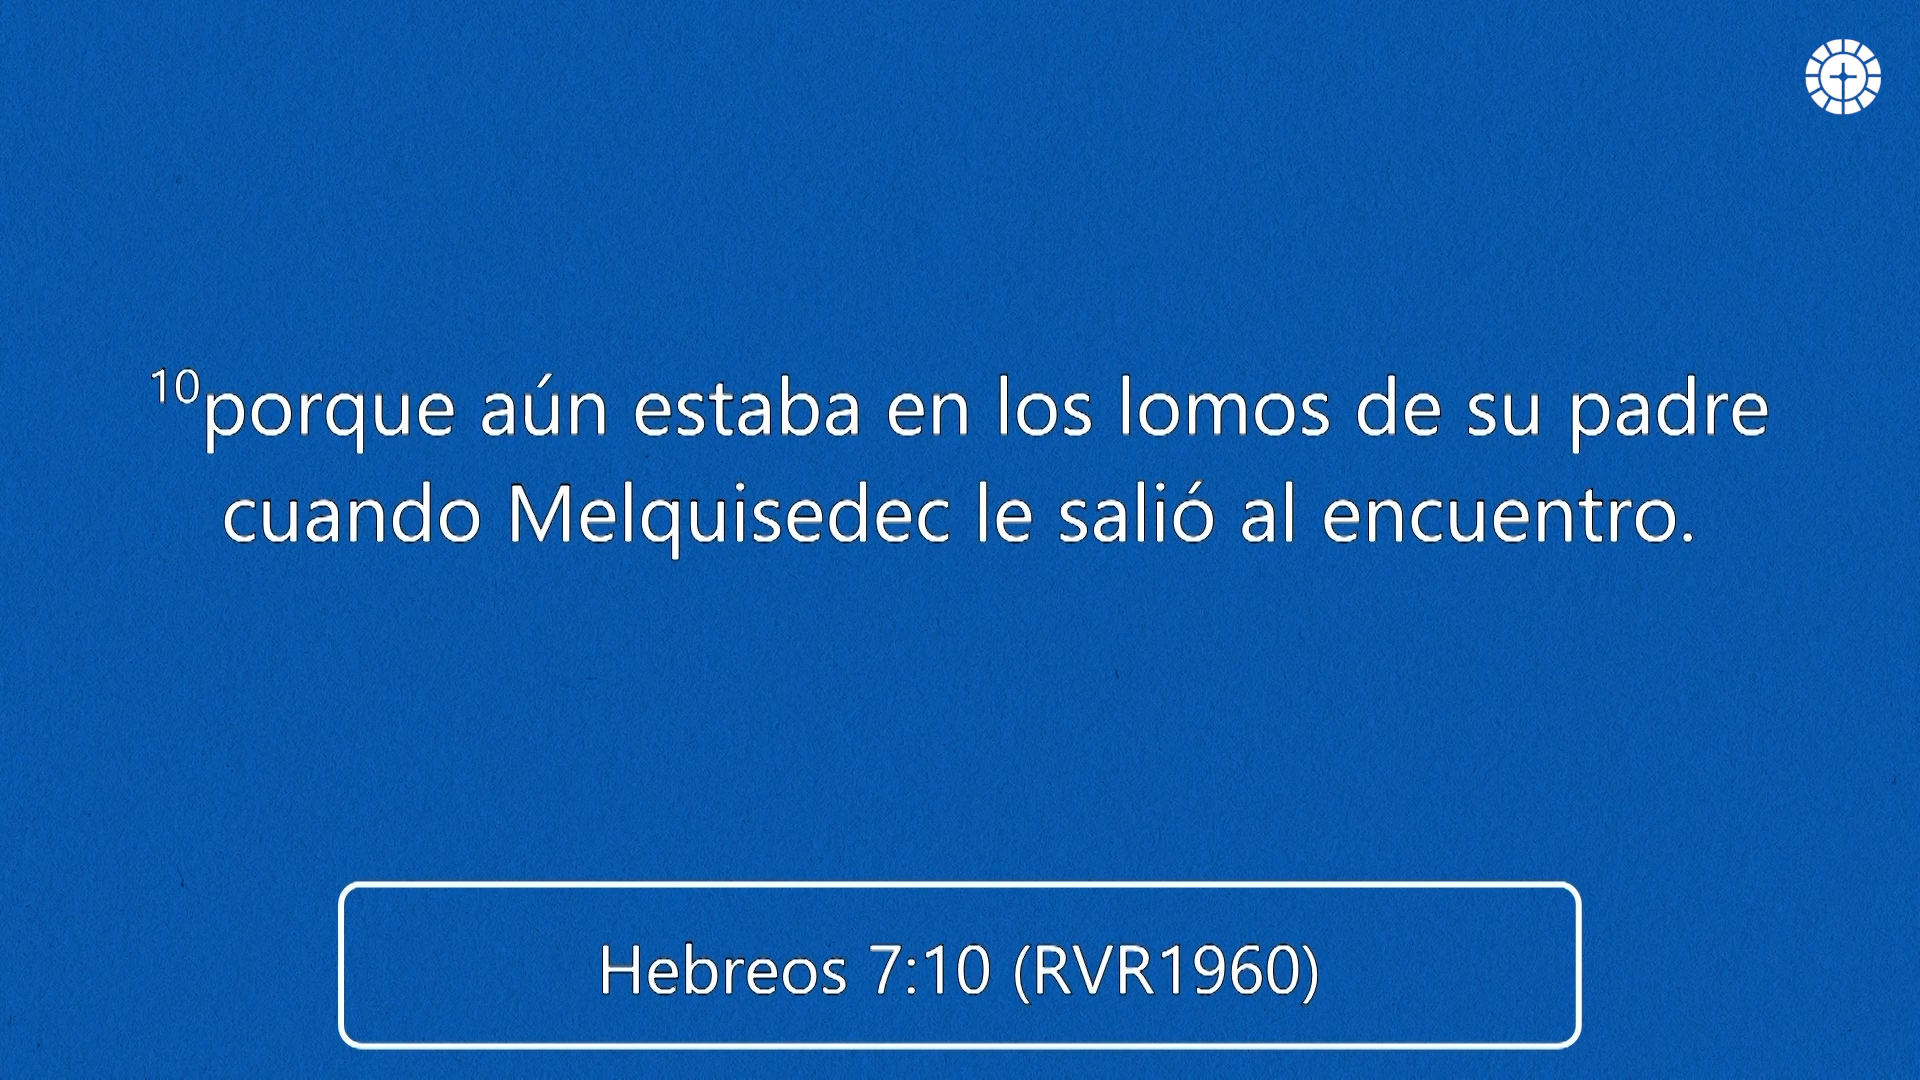 10porque aún estaba en los lomos de su padre
cuando Melquisedec le salió al encuentro.
Hebreos 7:10 (RVR1960)